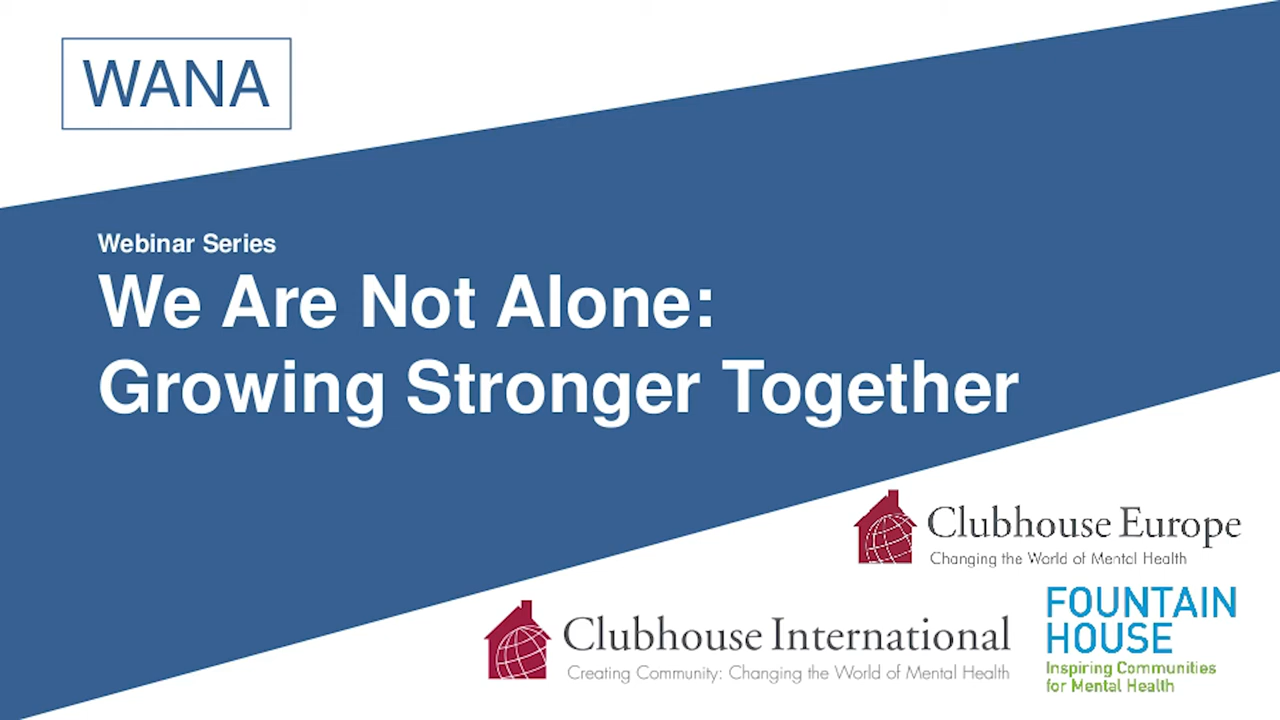 WANA
Webinar Series
We Are Not Alone:
Growing Stronger Together
Clubhouse Europe
Changing the World of Mental Health
Clubhouse International
Creating Community: Changing the World of Mental Health
FOUNTAIN
HOUSE
Inspiring Communities
for Mental Health